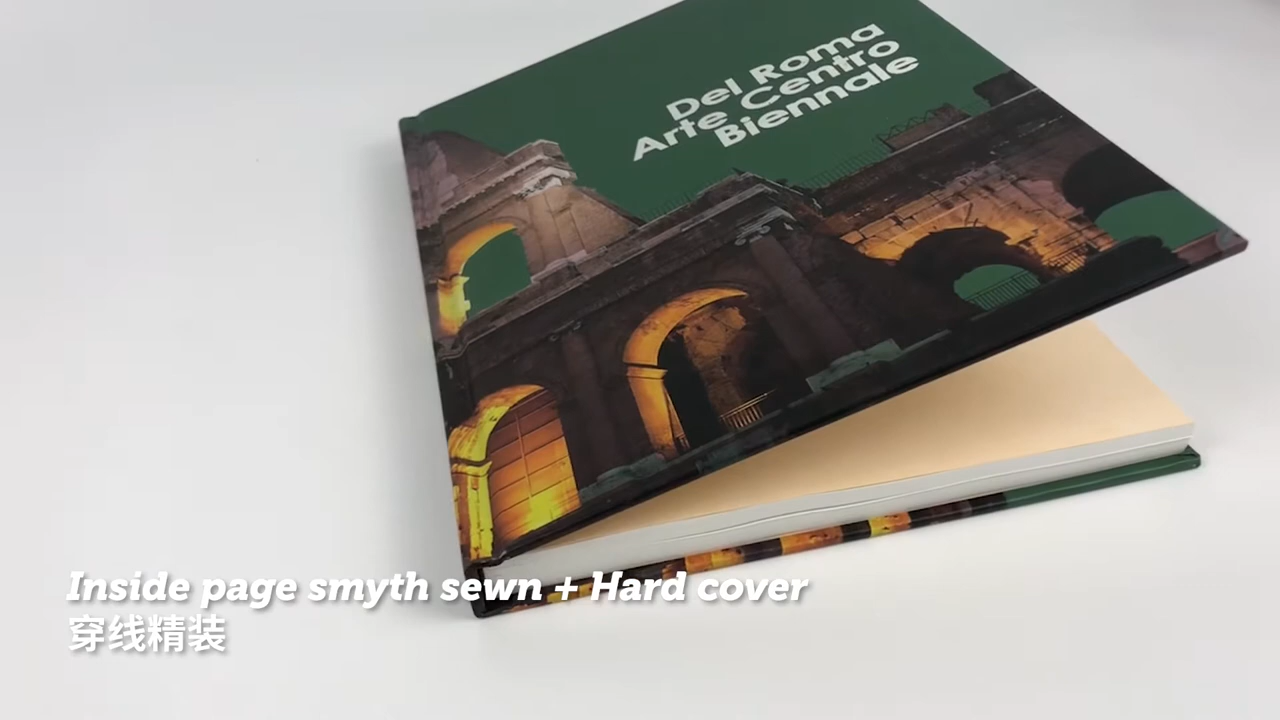 Del Roma
Arte Centro
Biennale
Inside page smyth sewn + Hard cover
穿线精装